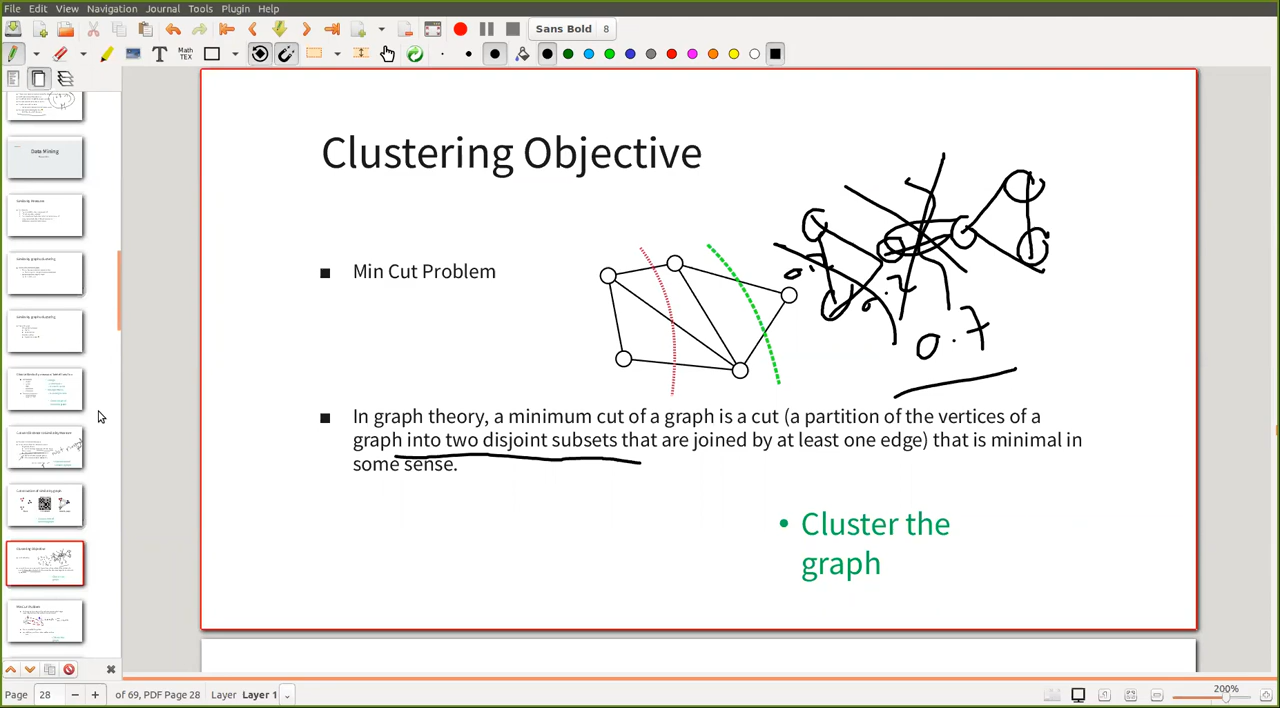 File Edit View Navigation Journal Tools Plugin Help
Sans Bold 8
T Math TEX
Clustering Objective
Min Cut Problem
0.7
In graph theory, a minimum cut of a graph is a cut (a partition of the vertices of a
graph into two disjoint subsets that are joined by at least one edge) that is minimal in
some sense.
• Cluster the
graph
Data Mining
Page 28 of 69, PDF Page 28 Layer Layer 1 200%